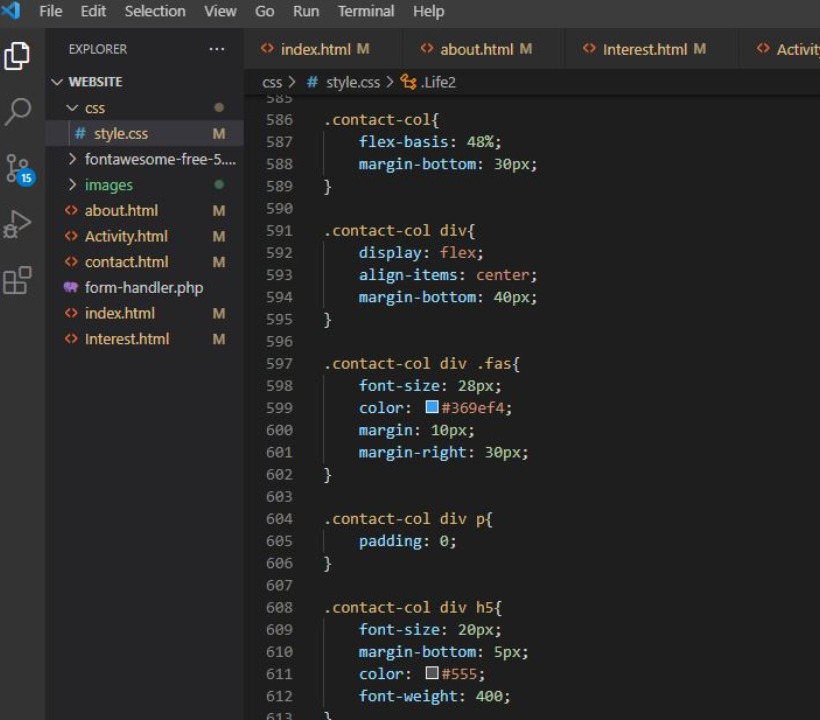 File Edit Selection View Go Run Terminal Help
EXPLORER ...
index.html M about.html M Interest.html M Activit
WEBSITE
css > # style.css > .Life2
css
# style.css M
fontawesome-free-5....
images
about.html M
Activity.html M
contact.html M
form-handler.php
index.html M
Interest.html M
15
585
586 .contact-col{
587 flex-basis: 48%;
588 margin-bottom: 30px;
589 }
590
591 .contact-col div{
592 display: flex;
593 align-items: center;
594 margin-bottom: 40px;
595 }
596
597 .contact-col div .fas{
598 font-size: 28px;
599 color: #369ef4;
600 margin: 10px;
601 margin-right: 30px;
602 }
603
604 .contact-col div p{
605 padding: 0;
606 }
607
608 .contact-col div h5{
609 font-size: 20px;
610 margin-bottom: 5px;
611 color: #555;
612 font-weight: 400;
613 }